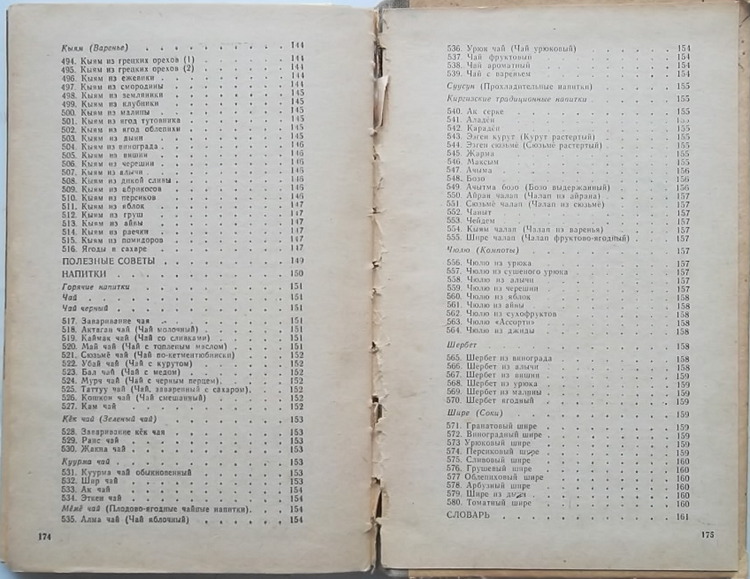 Кыям (Варенье) . . . . . . . . 144
494. Кыям из грецких орехов (1) . . . . . 144
495. Кыям из грецких орехов (2) . . . . . 144
496. Кыям из ежевики . . . . . . . 144
497. Кыям из смородины . . . . . . 144
498. Кыям из земляники . . . . . . 145
499. Кыям из клубники . . . . . . 145
500. Кыям из малины . . . . . . . 145
501. Кыям из ягод тутовника . . . . . 145
502. Кыям из ягод облепихи . . . . . 145
503. Кыям из дыни . . . . . . . 145
504. Кыям из винограда . . . . . . 146
505. Кыям из вишни . . . . . . . 146
506. Кыям из черешни . . . . . . 146
507. Кыям из алычи . . . . . . . 146
508. Кыям из дикой сливы . . . . . . 146
509. Кыям из абрикосов . . . . . . 146
510. Кыям из персиков . . . . . . 146
511. Кыям из яблок . . . . . . . 147
512. Кыям из груш . . . . . . . 147
513. Кыям из айвы . . . . . . . 147
514. Кыям из раечки . . . . . . . 147
515. Кыям из помидоров . . . . . . 147
516. Ягоды в сахаре . . . . . . . 147
ПОЛЕЗНЫЕ СОВЕТЫ . . . . . . . 149
НАПИТКИ . . . . . . . . . 150
Горячие напитки . . . . . . . . 151
Чай . . . . . . . . . . 151
Чай черный . . . . . . . . . 151
517. Заваривание чая . . . . . . . 151
518. Актаган чай (Чай молочный) . . . . . 151
519. Каймак чай (Чай со сливками) . . . . 151
520. Май чай (Чай с топленым маслом) . . . 151
521. Сюзьмё чай (Чай по-кетментюбински) . . . 152
522. Убай чай (Чай с курутом) . . . . . 152
523. Бал чай (Чай с медом) . . . . . . 152
524. Мурч чай (Чай с черным перцем) . . . . 152
525. Таттуу чай (Чай, заваренный с сахаром) . . 152
526. Кошкон чай (Чай смешанный) . . . . 152
527. Кам чай . . . . . . . . . 152
Кёк чай (Зеленый чай) . . . . . . 153
528. Заваривание кёк чая . . . . . . 153
529. Ранс чай . . . . . . . . 153
530. Жакна чай . . . . . . . . 153
Куурма чай . . . . . . . . . 153
531. Куурма чай обыкновенный . . . . . 153
532. Шир чай . . . . . . . . . 153
533. Ак чай . . . . . . . . . 154
534. Эткен чай . . . . . . . . 154
Мёмё чай (Плодово-ягодные чайные напитки) . . 154
535. Алма чай (Чай яблочный) . . . . . 154
174
536. Урюк чай (Чай урюковый) . . . . . 154
537. Чай фруктовый . . . . . . . 154
538. Чай ароматный . . . . . . . 154
539. Чай с вареньем . . . . . . . 154
Суусун (Прохладительные напитки) . . . . 155
Киргизские традиционные напитки . . . . 155
540. Ак серке . . . . . . . . 155
541. Аладён . . . . . . . . . 155
542. Карадён . . . . . . . . . 155
543. Эзген курут (Курут растертый) . . . . 155
544. Эзген сюзьмё (Сюзьмё растертый) . . . 155
545. Жарма . . . . . . . . . 155
546. Максым . . . . . . . . . 155
547. Ачыма . . . . . . . . . 156
548. Бозо . . . . . . . . . . 156
549. Ачытма бозо (Бозо выдержанный) . . . 156
550. Айран чалап (Чалап из айрана) . . . . 157
551. Сюзьмё чалап (Чалап из сюзьмё) . . . 157
552. Чаныт . . . . . . . . . 157
553. Чейдем . . . . . . . . . 157
554. Кыям чалап (Чалап из варенья) . . . . 157
555. Шире чалап (Чалап фруктово-ягодный) . . 157
Чюлю (Компоты) . . . . . . . . 157
556. Чюлю из урюка . . . . . . . 157
557. Чюлю из сушеного урюка . . . . . 157
558. Чюлю из алычи . . . . . . . 157
559. Чюлю из черешни . . . . . . 157
560. Чюлю из яблок . . . . . . . 158
561. Чюлю из айвы . . . . . . . 158
562. Чюлю из сухофруктов . . . . . . 158
563. Чюлю «Ассорти» . . . . . . . 158
564. Чюлю из джиды . . . . . . . 158
Шербет . . . . . . . . . . 158
565. Шербет из винограда . . . . . . 158
566. Шербет из алычи . . . . . . . 158
567. Шербет из вишни . . . . . . 159
568. Шербет из урюка . . . . . . 159
569. Шербет из малины . . . . . . 159
570. Шербет ягодный . . . . . . . 159
Шире (Соки) . . . . . . . . . 159
571. Гранатовый шире . . . . . . . 159
572. Виноградный шире . . . . . . 159
573 Урюковый шире . . . . . . . 159
574. Персиковый шире . . . . . . . 159
575. Сливовый шире . . . . . . . 160
576. Грушевый шире . . . . . . . 160
577 Облепиховый шире . . . . . . 160
578. Арбузный шире . . . . . . . 160
579. Шире из дыни . . . . . . . 160
580. Томатный шире . . . . . . . 160
СЛОВАРЬ . . . . . . . . . 161
175